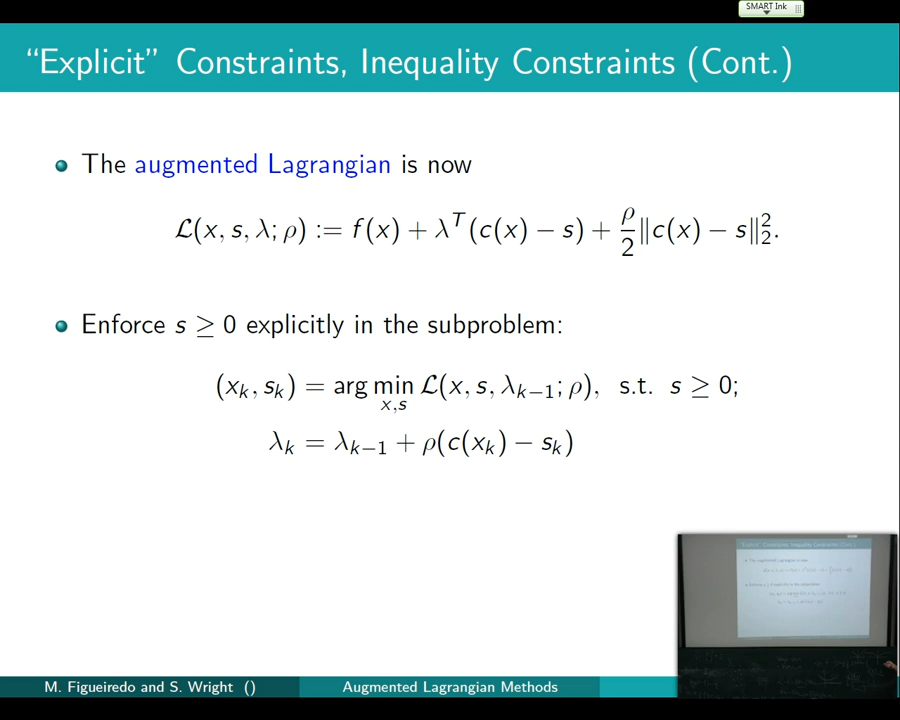 SMART Ink
“Explicit” Constraints, Inequality Constraints (Cont.)
The augmented Lagrangian is now
ℒ(x, s, λ; ρ) := f(x) + λ^T(c(x) − s) + ρ/2 ‖c(x) − s‖₂².
Enforce s ≥ 0 explicitly in the subproblem:
(x_k, s_k) = arg min_{x,s} ℒ(x, s, λ_{k−1}; ρ), s.t. s ≥ 0;
λ_k = λ_{k−1} + ρ(c(x_k) − s_k)
M. Figueiredo and S. Wright ()
Augmented Lagrangian Methods